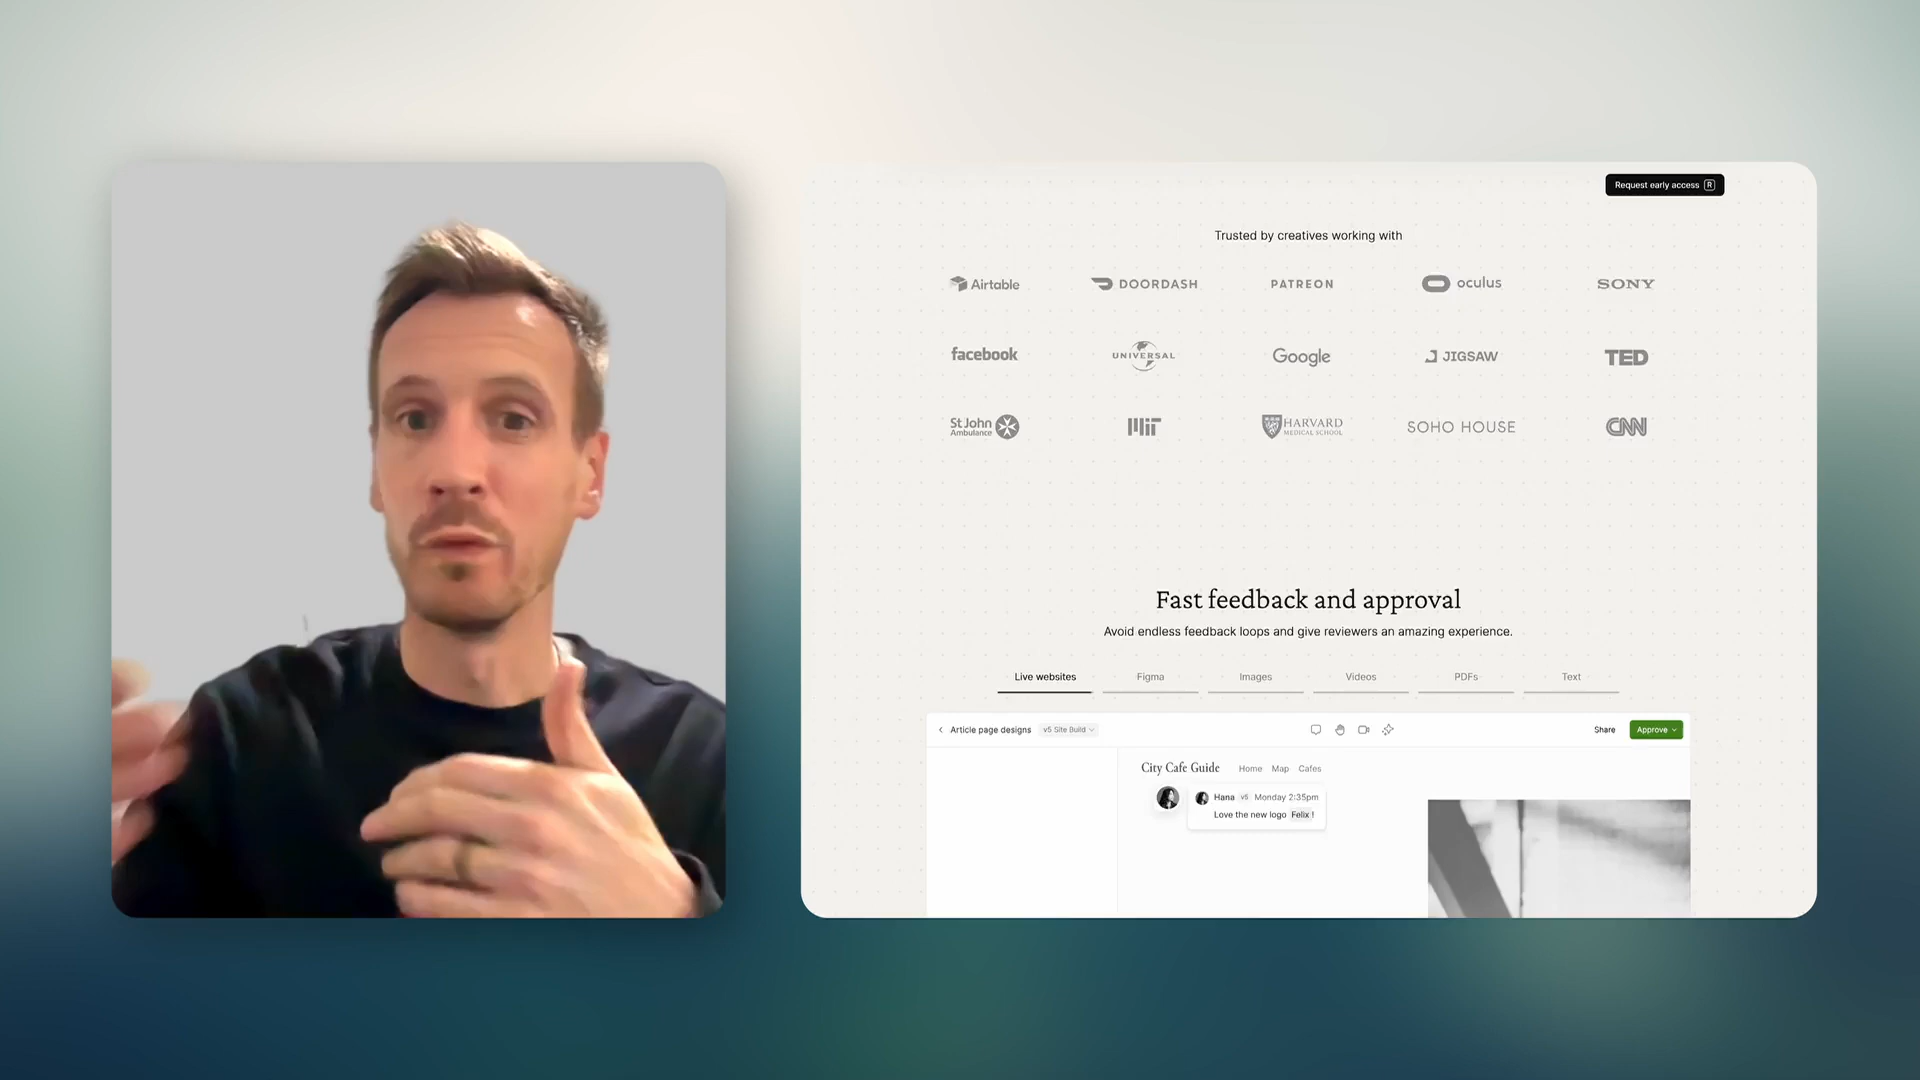 Request early access R
Trusted by creatives working with
Airtable DOORDASH PATREON oculus SONY
facebook UNIVERSAL Google JIGSAW TED
St John Ambulance MIT HARVARD MEDICAL SCHOOL SOHO HOUSE CNN
Fast feedback and approval
Avoid endless feedback loops and give reviewers an amazing experience.
Live websites Figma Images Videos PDFs Text
Article page designs v5 Site Build Share Approve
City Cafe Guide Home Map Cafes
Hana v5 Monday 2:35pm
Love the new logo Felix !